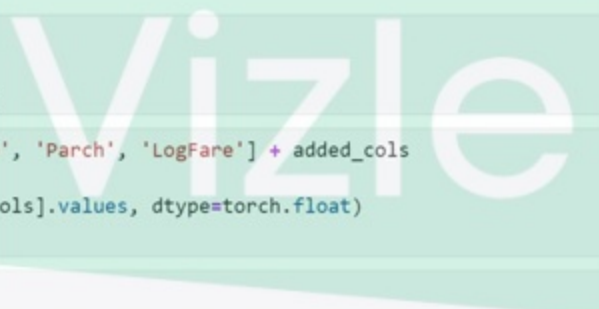 Vizle
', 'Parch', 'LogFare'] + added_cols
ols].values, dtype=torch.float)